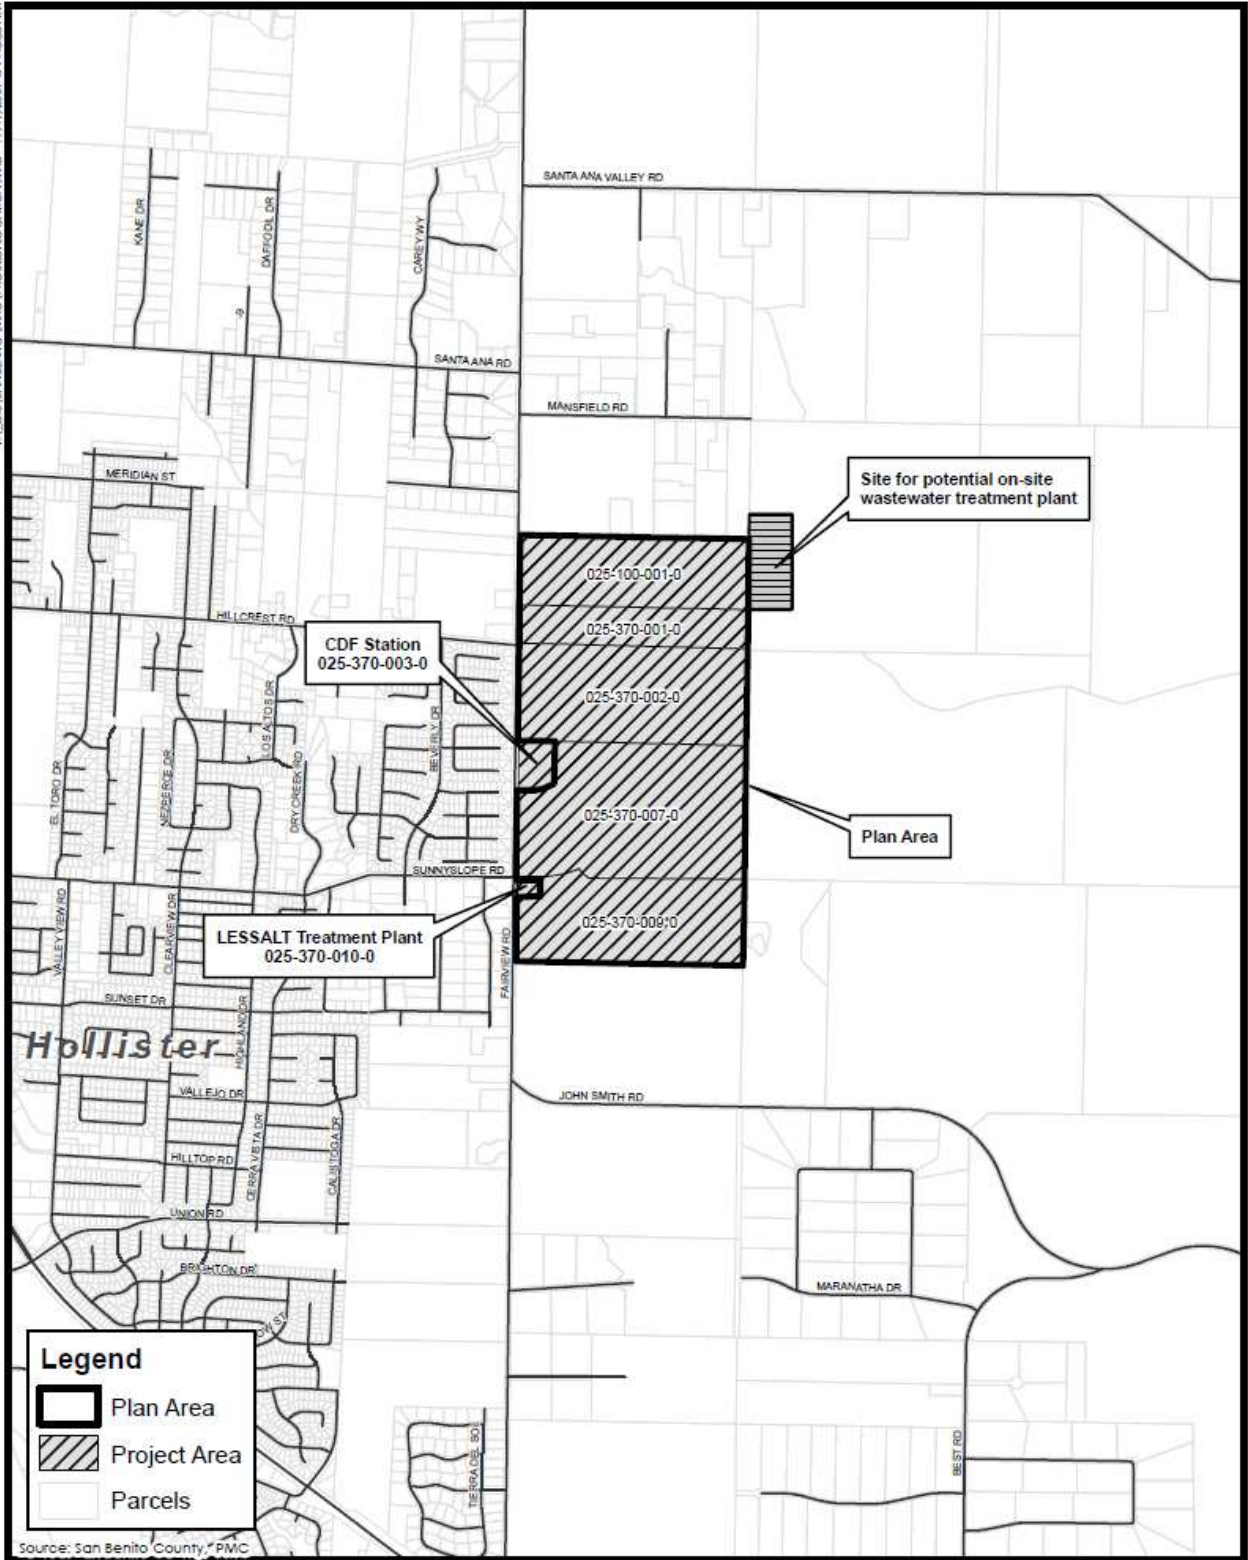 SANTA ANA VALLEY RD
KANE DR
DAFFODIL DR
CAREY WY
SANTA ANA RD
MANSFIELD RD
MERIDIAN ST
Site for potential on-site
wastewater treatment plant
025-100-001-0
HILLCREST RD
025-370-001-0
CDF Station
025-370-003-0
025-370-002-0
LOS ALTOS DR
BEVERLY DR
EL TORO DR
NEZPERCE DR
DRY CREEK RD
025-370-007-0
Plan Area
SUNNYSLOPE RD
VALLEY VIEW RD
CLEARVIEW DR
025-370-009-0
LESSALT Treatment Plant
025-370-010-0
FAIRVIEW RD
SUNSET DR
HIGHLAND DR
Hollister
VALLEJO DR
JOHN SMITH RD
CERRA VISTA DR
CALISTOGA DR
HILLTOP RD
UNION RD
BRIGHTON DR
MARANATHA DR
OW ST
Legend
Plan Area
Project Area
Parcels
TIERRA DEL SOL
BEST RD
Source: San Benito County, PMC